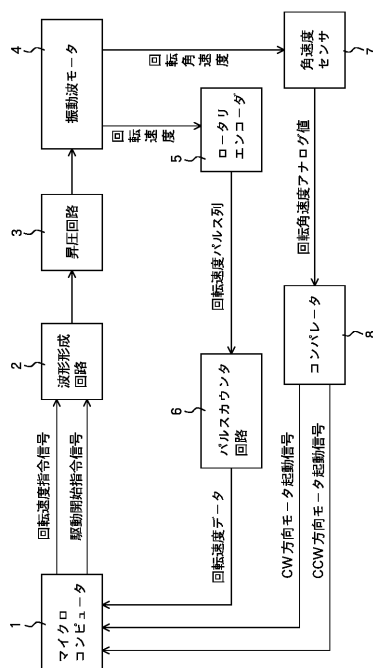 1
マイクロ
コンピュータ
回転速度指令信号
駆動開始指令信号
2
波形形成
回路
3
昇圧回路
4
振動波モータ
回転速度
回転角速度
5
ロータリ
エンコーダ
回転速度パルス列
6
パルスカウンタ
回路
回転速度データ
角速度
センサ
7
回転角速度アナログ値
コンパレータ
8
CW方向モータ起動信号
CCW方向モータ起動信号